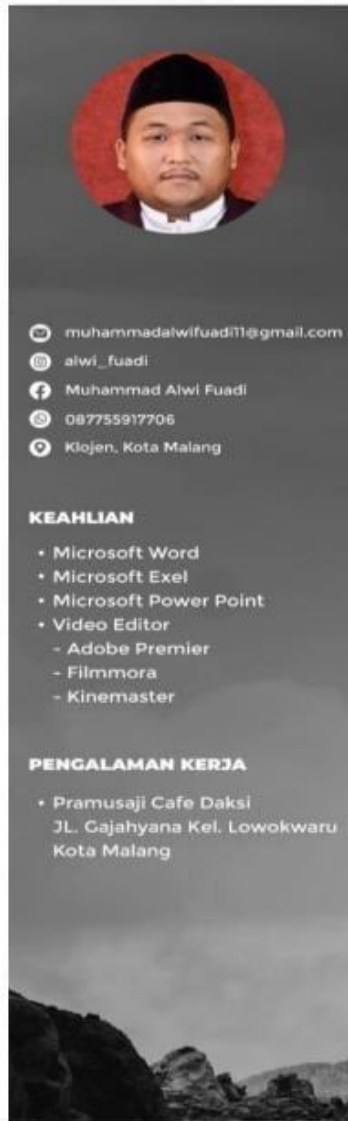 muhammadalwifuadi11@gmail.com
alwi_fuadi
Muhammad Alwi Fuadi
087755917706
Klojen, Kota Malang
KEAHLIAN
• Microsoft Word
• Microsoft Exel
• Microsoft Power Point
• Video Editor
- Adobe Premier
- Filmmora
- Kinemaster
PENGALAMAN KERJA
• Pramusaji Cafe Daksi
JL. Gajahyana Kel. Lowokwaru
Kota Malang